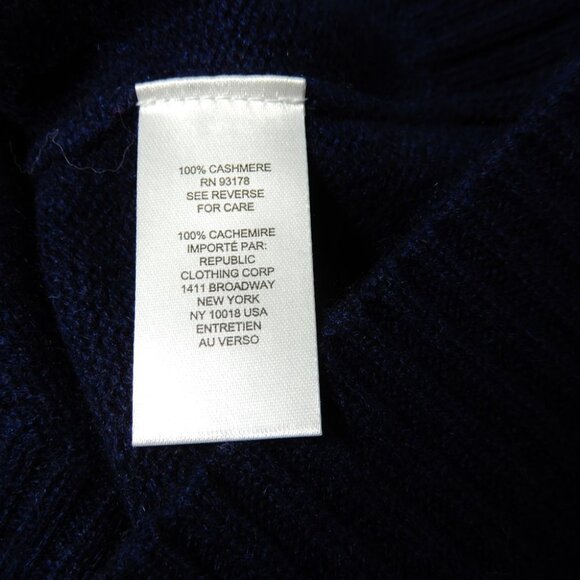 100% CASHMERE
RN 93178
SEE REVERSE
FOR CARE
100% CACHEMIRE
IMPORTÉ PAR:
REPUBLIC
CLOTHING CORP
1411 BROADWAY
NEW YORK
NY 10018 USA
ENTRETIEN
AU VERSO